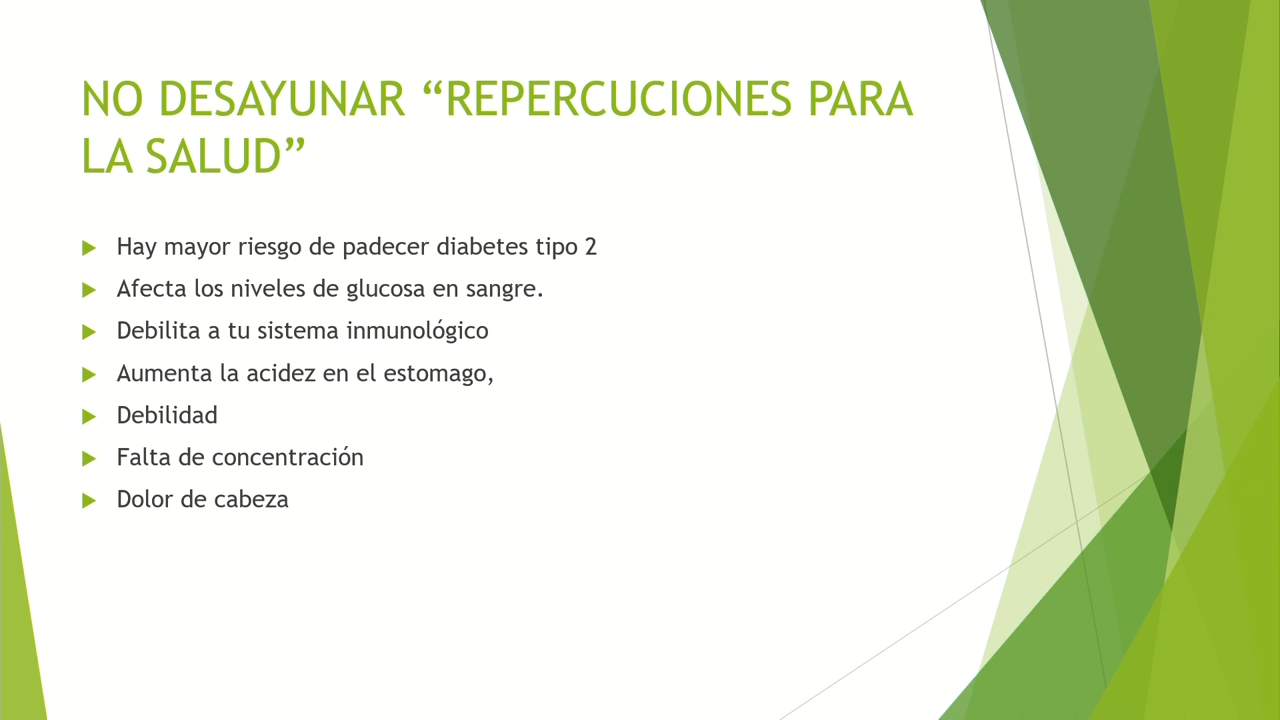 NO DESAYUNAR “REPERCUCIONES PARA
LA SALUD”
Hay mayor riesgo de padecer diabetes tipo 2
Afecta los niveles de glucosa en sangre.
Debilita a tu sistema inmunológico
Aumenta la acidez en el estomago,
Debilidad
Falta de concentración
Dolor de cabeza